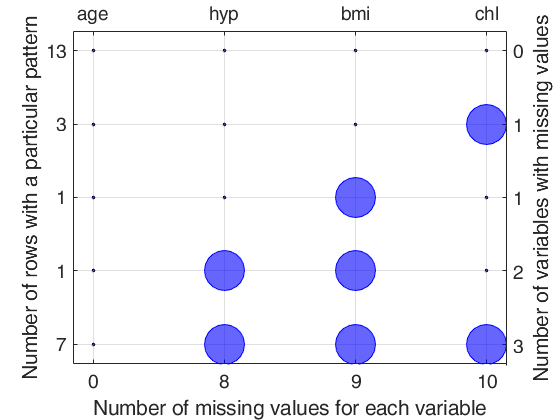 age hyp bmi chl
Number of rows with a particular pattern
13 0
3 1
1 1
1 2
7 3
Number of variables with missing values
0 8 9 10
Number of missing values for each variable